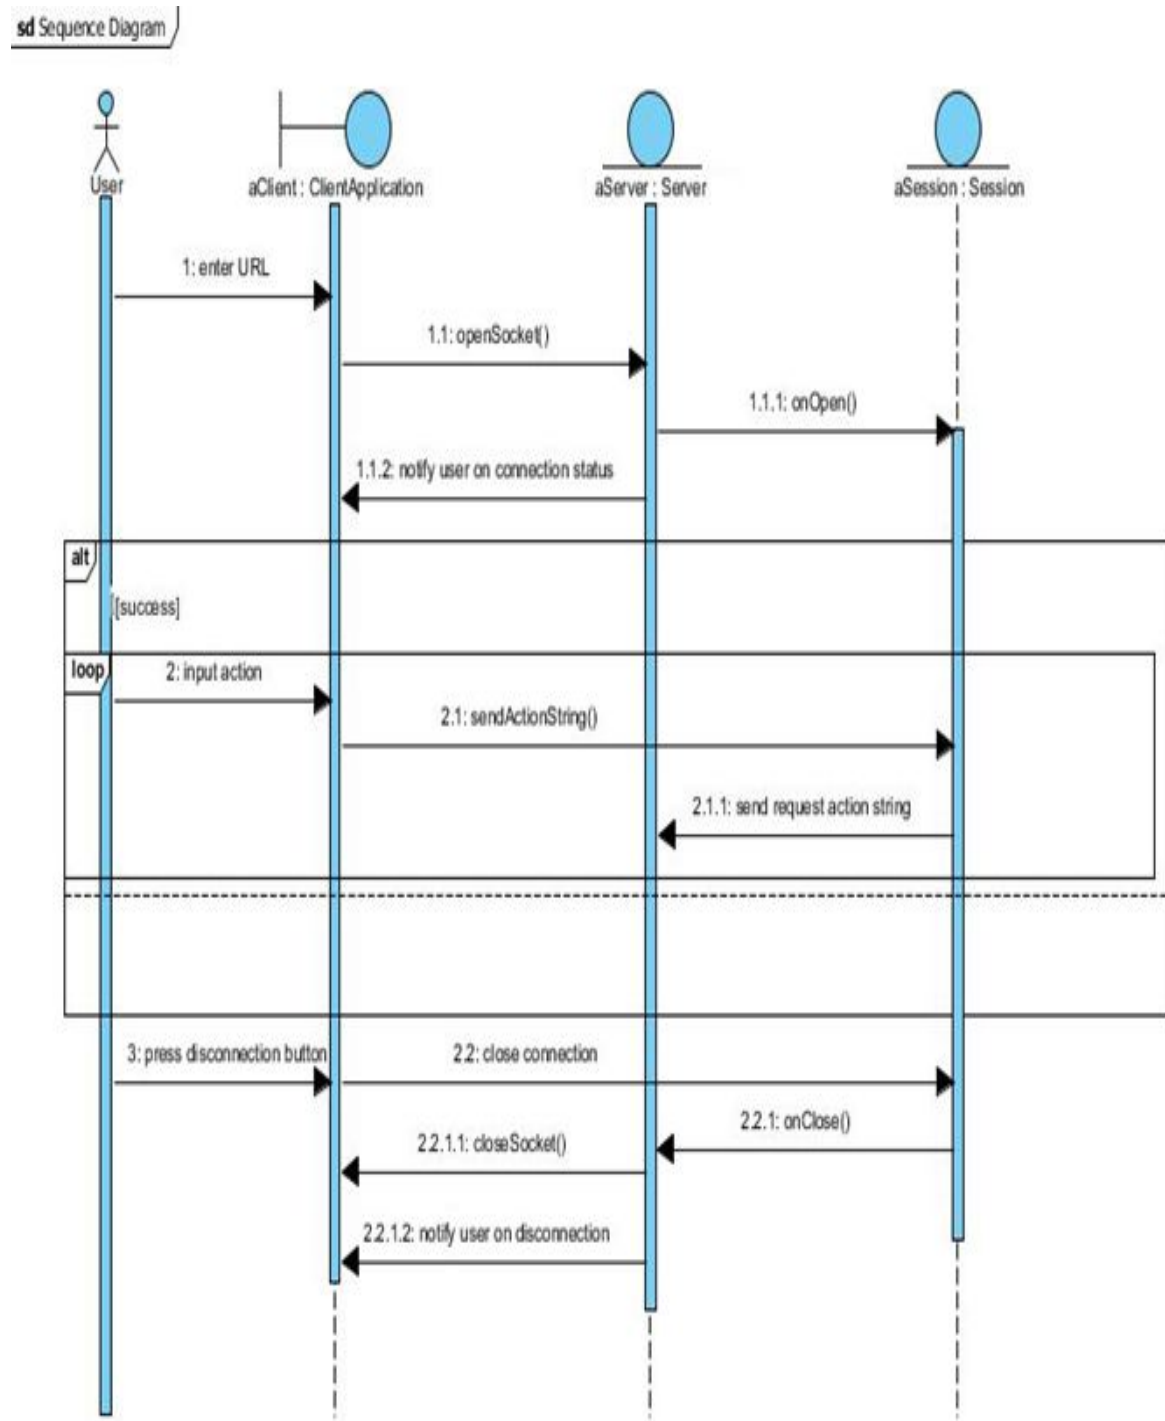 sd Sequence Diagram
User
aClient : ClientApplication
aServer : Server
aSession : Session
1: enter URL
1.1: openSocket()
1.1.1: onOpen()
1.1.2: notify user on connection status
alt
[success]
loop
2: input action
2.1: sendActionString()
2.1.1: send request action string
3: press disconnection button
2.2: close connection
2.2.1: onClose()
2.2.1.1: closeSocket()
2.2.1.2: notify user on disconnection